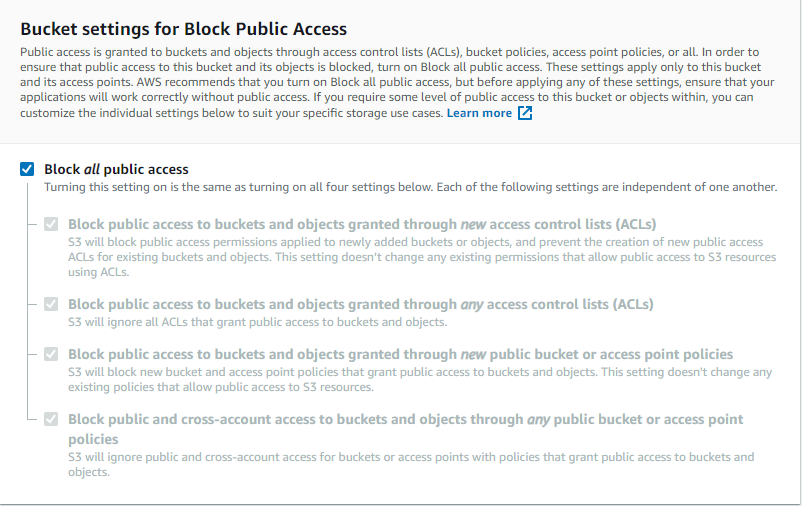 Bucket settings for Block Public Access
Public access is granted to buckets and objects through access control lists (ACLs), bucket policies, access point policies, or all. In order to
ensure that public access to this bucket and its objects is blocked, turn on Block all public access. These settings apply only to this bucket
and its access points. AWS recommends that you turn on Block all public access, but before applying any of these settings, ensure that your
applications will work correctly without public access. If you require some level of public access to this bucket or objects within, you can
customize the individual settings below to suit your specific storage use cases. Learn more
Block all public access
Turning this setting on is the same as turning on all four settings below. Each of the following settings are independent of one another.
Block public access to buckets and objects granted through new access control lists (ACLs)
S3 will block public access permissions applied to newly added buckets or objects, and prevent the creation of new public access
ACLs for existing buckets and objects. This setting doesn't change any existing permissions that allow public access to S3 resources
using ACLs.
Block public access to buckets and objects granted through any access control lists (ACLs)
S3 will ignore all ACLs that grant public access to buckets and objects.
Block public access to buckets and objects granted through new public bucket or access point policies
S3 will block new bucket and access point policies that grant public access to buckets and objects. This setting doesn't change any
existing policies that allow public access to S3 resources.
Block public and cross-account access to buckets and objects through any public bucket or access point
policies
S3 will ignore public and cross-account access for buckets or access points with policies that grant public access to buckets and
objects.